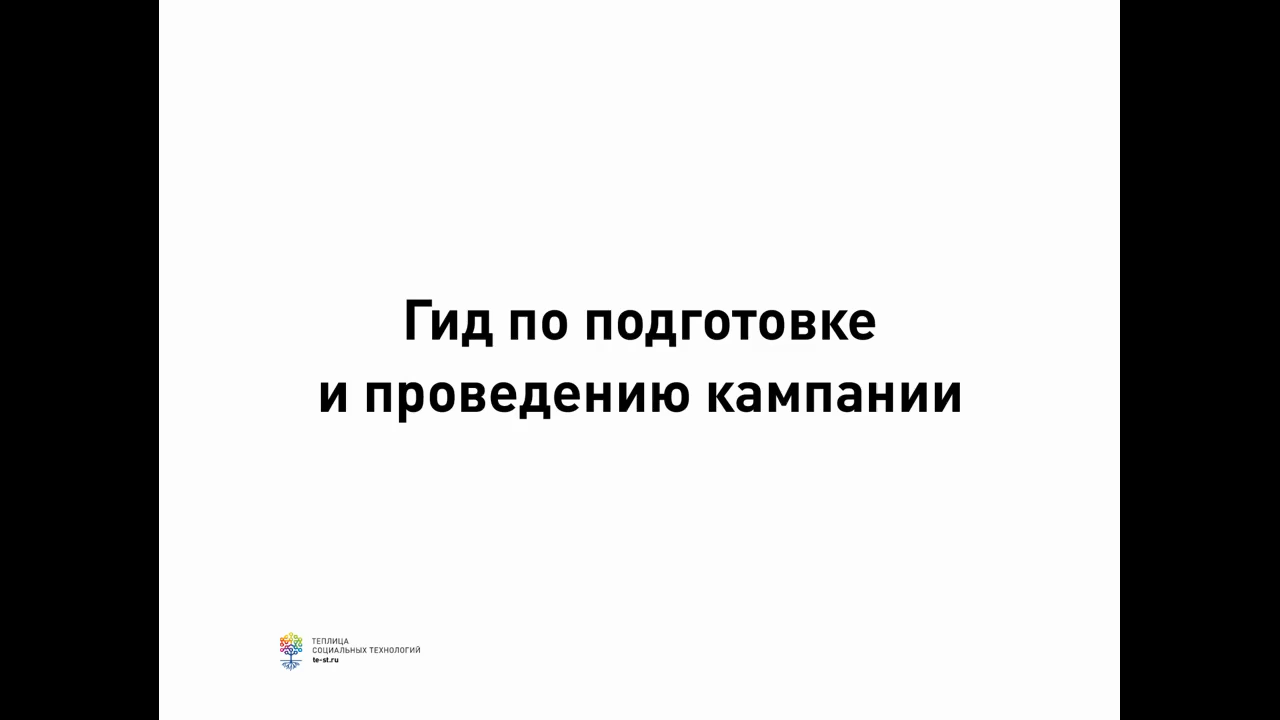 Гид по подготовке
и проведению кампании
ТЕПЛИЦА
СОЦИАЛЬНЫХ ТЕХНОЛОГИЙ
te-st.ru